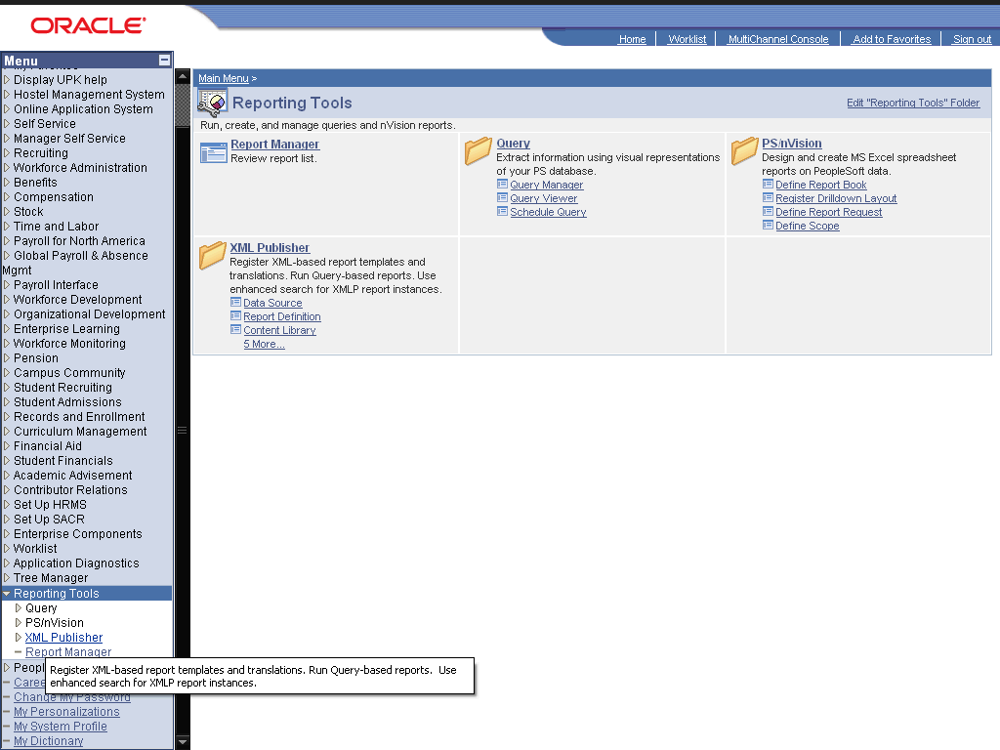 ORACLE
Home
Worklist
MultiChannel Console
Add to Favorites
Sign out
Menu
Display UPK help
Hostel Management System
Online Application System
Self Service
Manager Self Service
Recruiting
Workforce Administration
Benefits
Compensation
Stock
Time and Labor
Payroll for North America
Global Payroll & Absence
Mgmt
Payroll Interface
Workforce Development
Organizational Development
Enterprise Learning
Workforce Monitoring
Pension
Campus Community
Student Recruiting
Student Admissions
Records and Enrollment
Curriculum Management
Financial Aid
Student Financials
Academic Advisement
Contributor Relations
Set Up HRMS
Set Up SACR
Enterprise Components
Worklist
Application Diagnostics
Tree Manager
Reporting Tools
Query
PS/nVision
XML Publisher
Report Manager
Peopl
Caree
Change My Password
My Personalizations
My System Profile
My Dictionary
Register XML-based report templates and translations. Run Query-based reports. Use
enhanced search for XMLP report instances.
Main Menu >
Reporting Tools
Edit "Reporting Tools" Folder
Run, create, and manage queries and nVision reports.
Report Manager
Review report list.
Query
Extract information using visual representations
of your PS database.
Query Manager
Query Viewer
Schedule Query
PS/nVision
Design and create MS Excel spreadsheet
reports on PeopleSoft data.
Define Report Book
Register Drilldown Layout
Define Report Request
Define Scope
XML Publisher
Register XML-based report templates and
translations. Run Query-based reports. Use
enhanced search for XMLP report instances.
Data Source
Report Definition
Content Library
5 More...